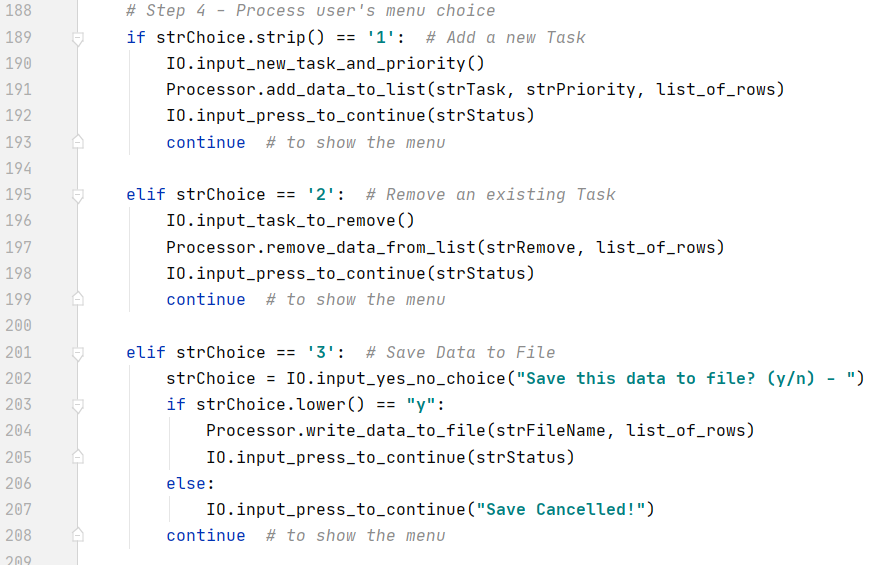 188 # Step 4 - Process user's menu choice
189 if strChoice.strip() == '1':  # Add a new Task
190     IO.input_new_task_and_priority()
191     Processor.add_data_to_list(strTask, strPriority, list_of_rows)
192     IO.input_press_to_continue(strStatus)
193     continue  # to show the menu
194
195 elif strChoice == '2':  # Remove an existing Task
196     IO.input_task_to_remove()
197     Processor.remove_data_from_list(strRemove, list_of_rows)
198     IO.input_press_to_continue(strStatus)
199     continue  # to show the menu
200
201 elif strChoice == '3':  # Save Data to File
202     strChoice = IO.input_yes_no_choice("Save this data to file? (y/n) - ")
203     if strChoice.lower() == "y":
204         Processor.write_data_to_file(strFileName, list_of_rows)
205         IO.input_press_to_continue(strStatus)
206     else:
207         IO.input_press_to_continue("Save Cancelled!")
208     continue  # to show the menu
209